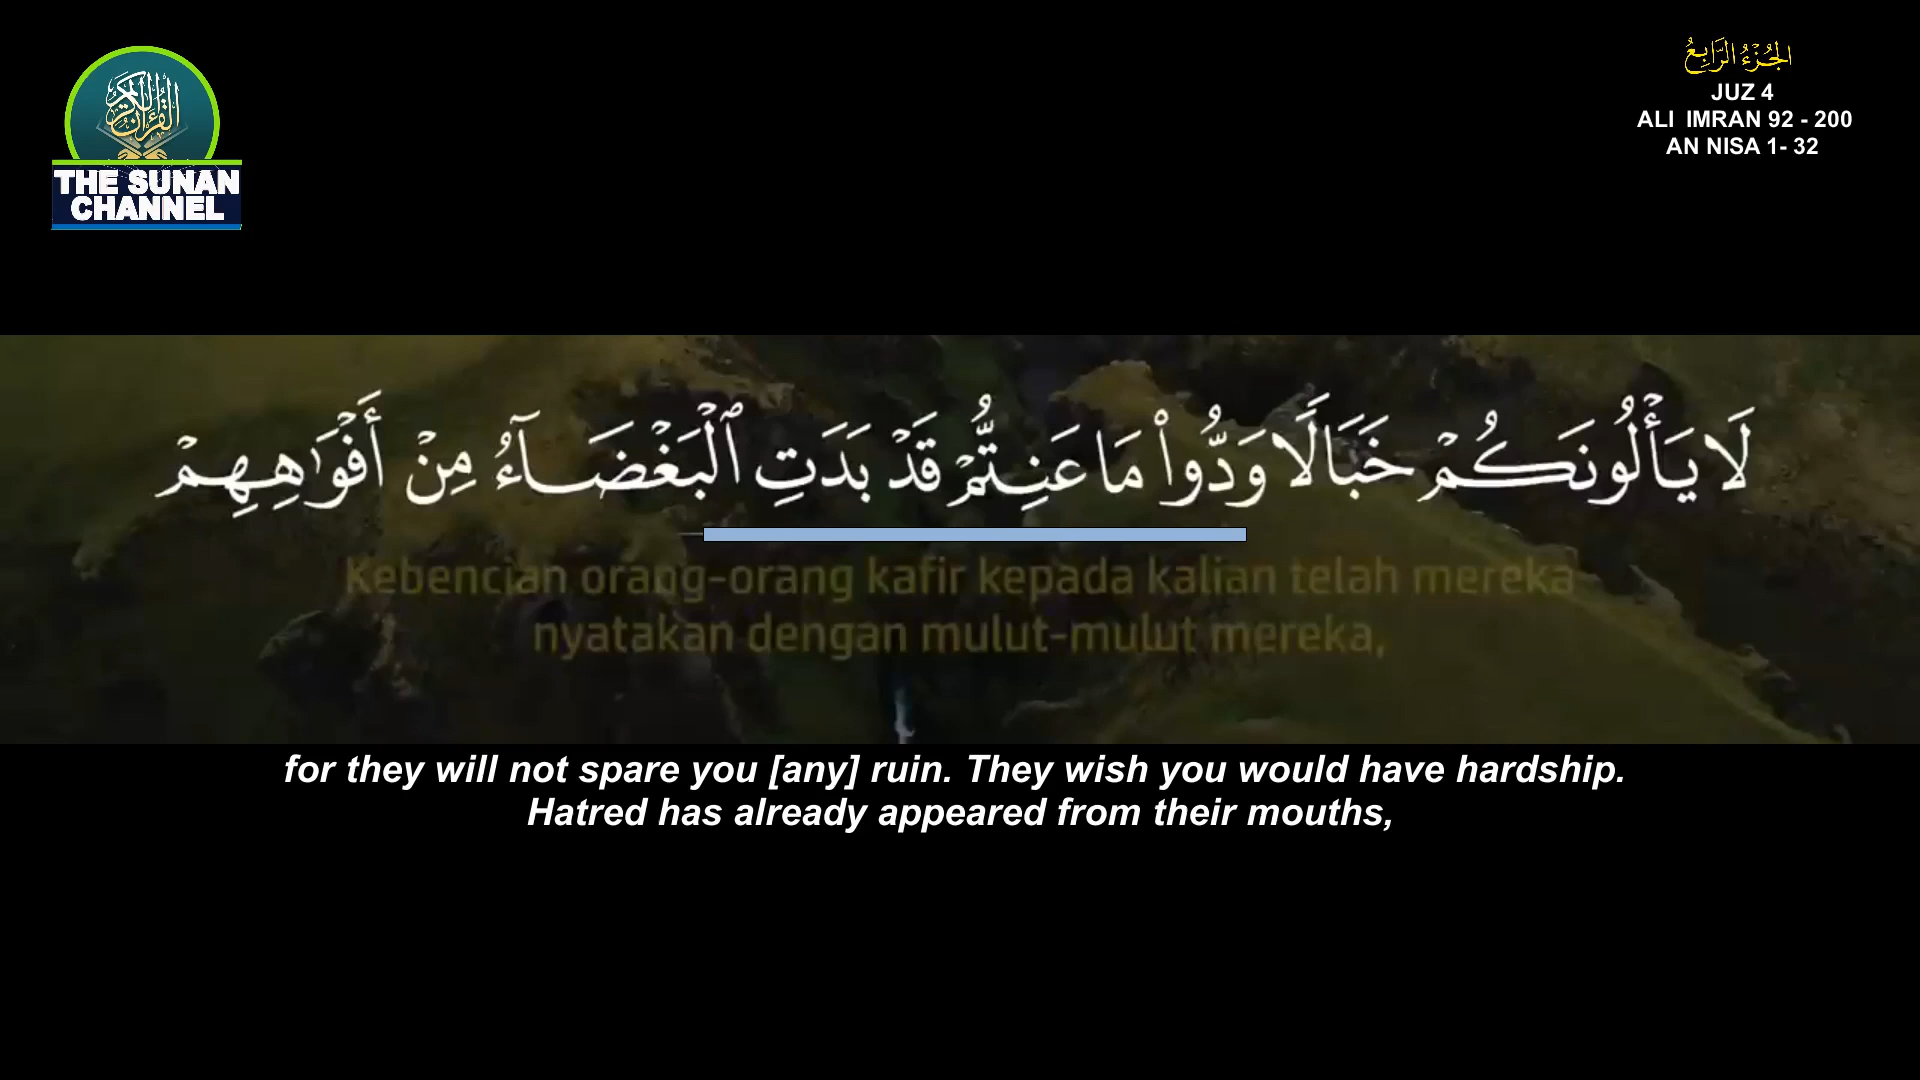 القرآن الكريم
THE SUNAN
CHANNEL
الجُزْءُ الرَّابِعُ
JUZ 4
ALI IMRAN 92 - 200
AN NISA 1- 32
لَا يَأْلُونَكُمْ خَبَالًا وَدُّوا۟ مَا عَنِتُّمْ قَدْ بَدَتِ ٱلْبَغْضَآءُ مِنْ أَفْوَٰهِهِمْ
Kebencian orang-orang kafir kepada kalian telah mereka
nyatakan dengan mulut-mulut mereka,
for they will not spare you [any] ruin. They wish you would have hardship.
Hatred has already appeared from their mouths,